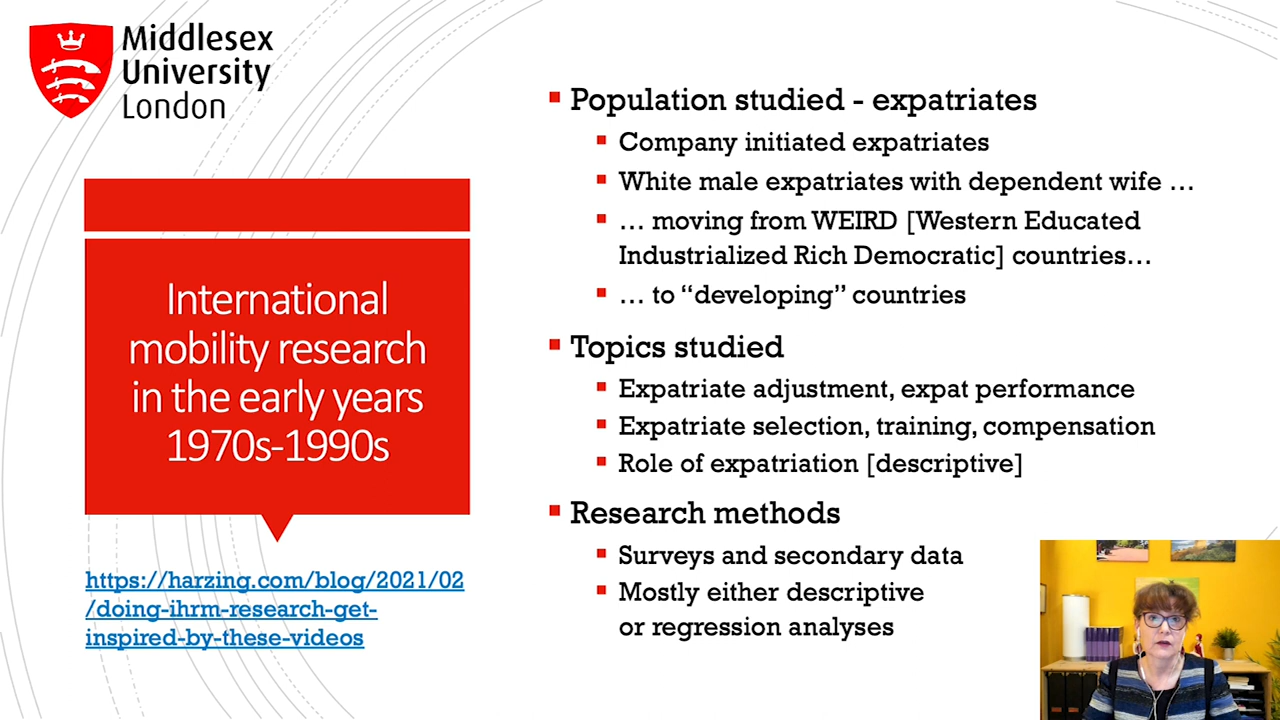 Middlesex
University
London
International
mobility research
in the early years
1970s-1990s
https://harzing.com/blog/2021/02
/doing-ihrm-research-get-
inspired-by-these-videos
Population studied - expatriates
Company initiated expatriates
White male expatriates with dependent wife …
… moving from WEIRD [Western Educated
Industrialized Rich Democratic] countries…
… to “developing” countries
Topics studied
Expatriate adjustment, expat performance
Expatriate selection, training, compensation
Role of expatriation [descriptive]
Research methods
Surveys and secondary data
Mostly either descriptive
or regression analyses